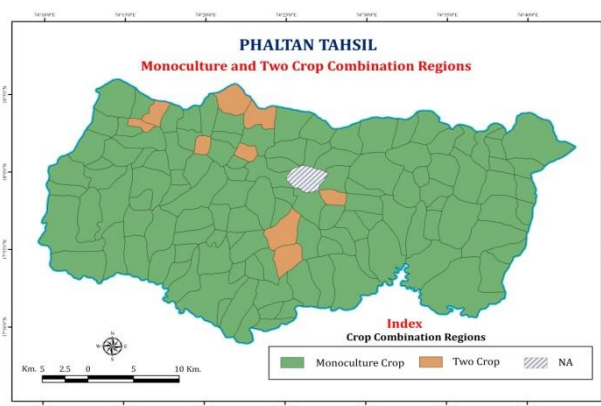 PHALTAN TAHSIL
Monoculture and Two Crop Combination Regions
N
W E
S
Km. 5 2.5 0 5 10 Km.
Index
Crop Combination Regions
Monoculture Crop Two Crop NA